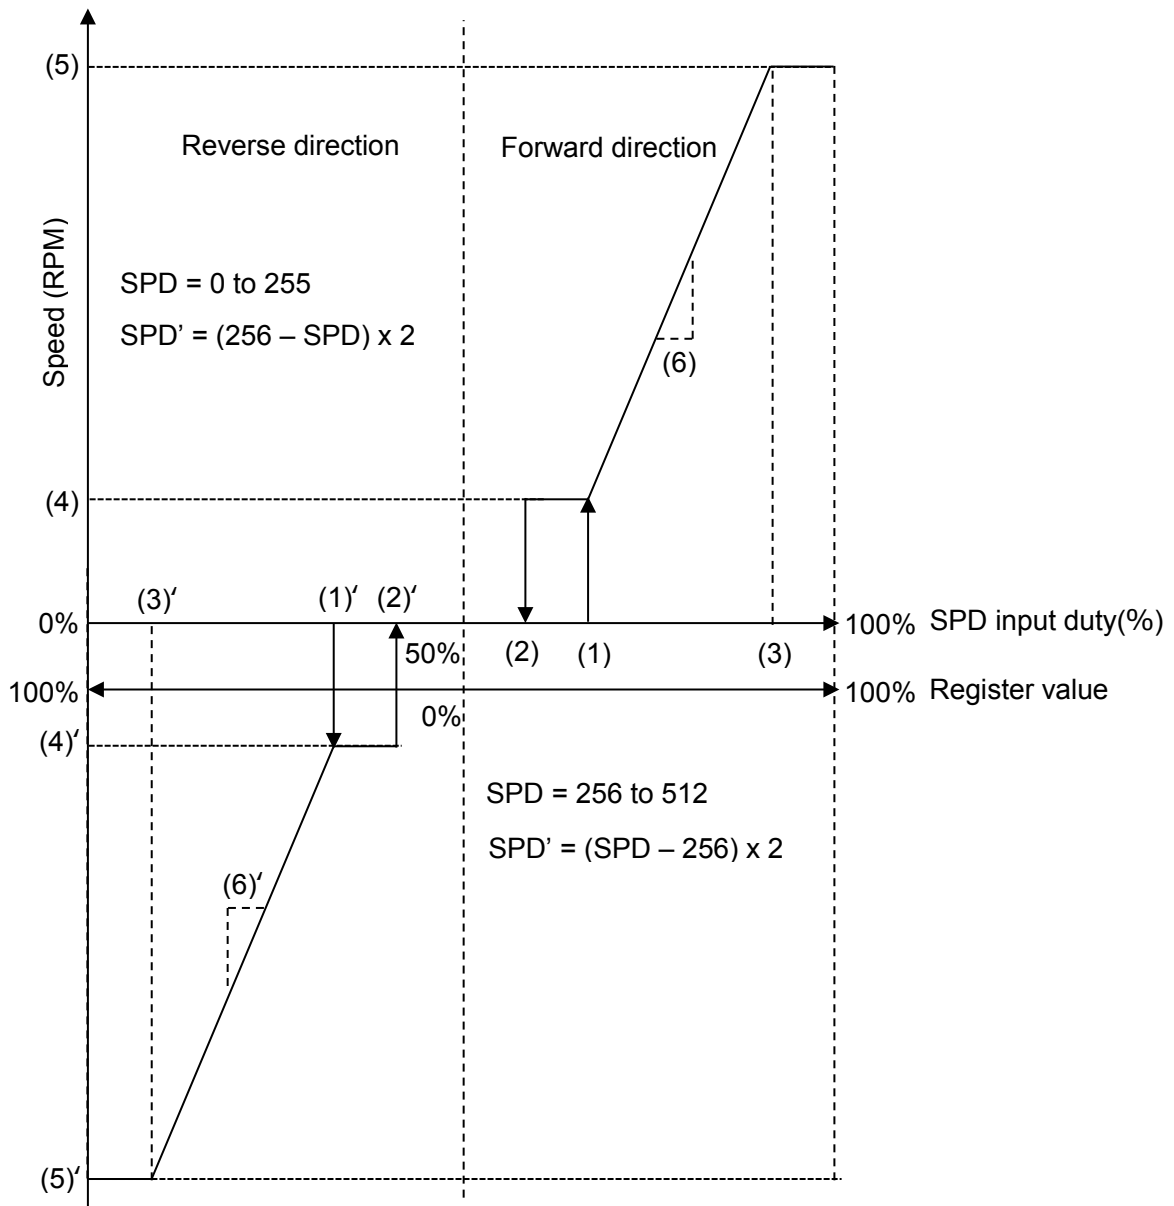 (5)
Reverse direction
Forward direction
Speed (RPM)
SPD = 0 to 255
SPD’ = (256 – SPD) x 2
(6)
(4)
(3)‘
(1)‘
(2)‘
0%
100%
SPD input duty(%)
50%
(2)
(1)
(3)
100%
100%
Register value
0%
(4)‘
SPD = 256 to 512
SPD’ = (SPD – 256) x 2
(6)‘
(5)‘